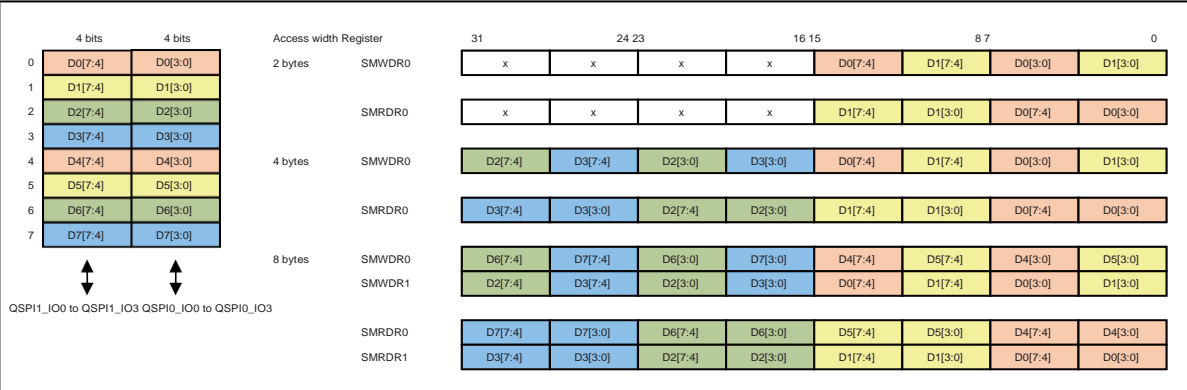 4 bits 4 bits Access width Register 31 24 23 16 15 8 7 0
0 D0[7:4] D0[3:0] 2 bytes SMWDR0 x x x x D0[7:4] D1[7:4] D0[3:0] D1[3:0]
1 D1[7:4] D1[3:0]
2 D2[7:4] D2[3:0] SMRDR0 x x x x D1[7:4] D1[3:0] D0[7:4] D0[3:0]
3 D3[7:4] D3[3:0]
4 D4[7:4] D4[3:0] 4 bytes SMWDR0 D2[7:4] D3[7:4] D2[3:0] D3[3:0] D0[7:4] D1[7:4] D0[3:0] D1[3:0]
5 D5[7:4] D5[3:0]
6 D6[7:4] D6[3:0] SMRDR0 D3[7:4] D3[3:0] D2[7:4] D2[3:0] D1[7:4] D1[3:0] D0[7:4] D0[3:0]
7 D7[7:4] D7[3:0]
8 bytes SMWDR0 D6[7:4] D7[7:4] D6[3:0] D7[3:0] D4[7:4] D5[7:4] D4[3:0] D5[3:0]
SMWDR1 D2[7:4] D3[7:4] D2[3:0] D3[3:0] D0[7:4] D1[7:4] D0[3:0] D1[3:0]
QSPI1_IO0 to QSPI1_IO3 QSPI0_IO0 to QSPI0_IO3
SMRDR0 D7[7:4] D7[3:0] D6[7:4] D6[3:0] D5[7:4] D5[3:0] D4[7:4] D4[3:0]
SMRDR1 D3[7:4] D3[3:0] D2[7:4] D2[3:0] D1[7:4] D1[3:0] D0[7:4] D0[3:0]